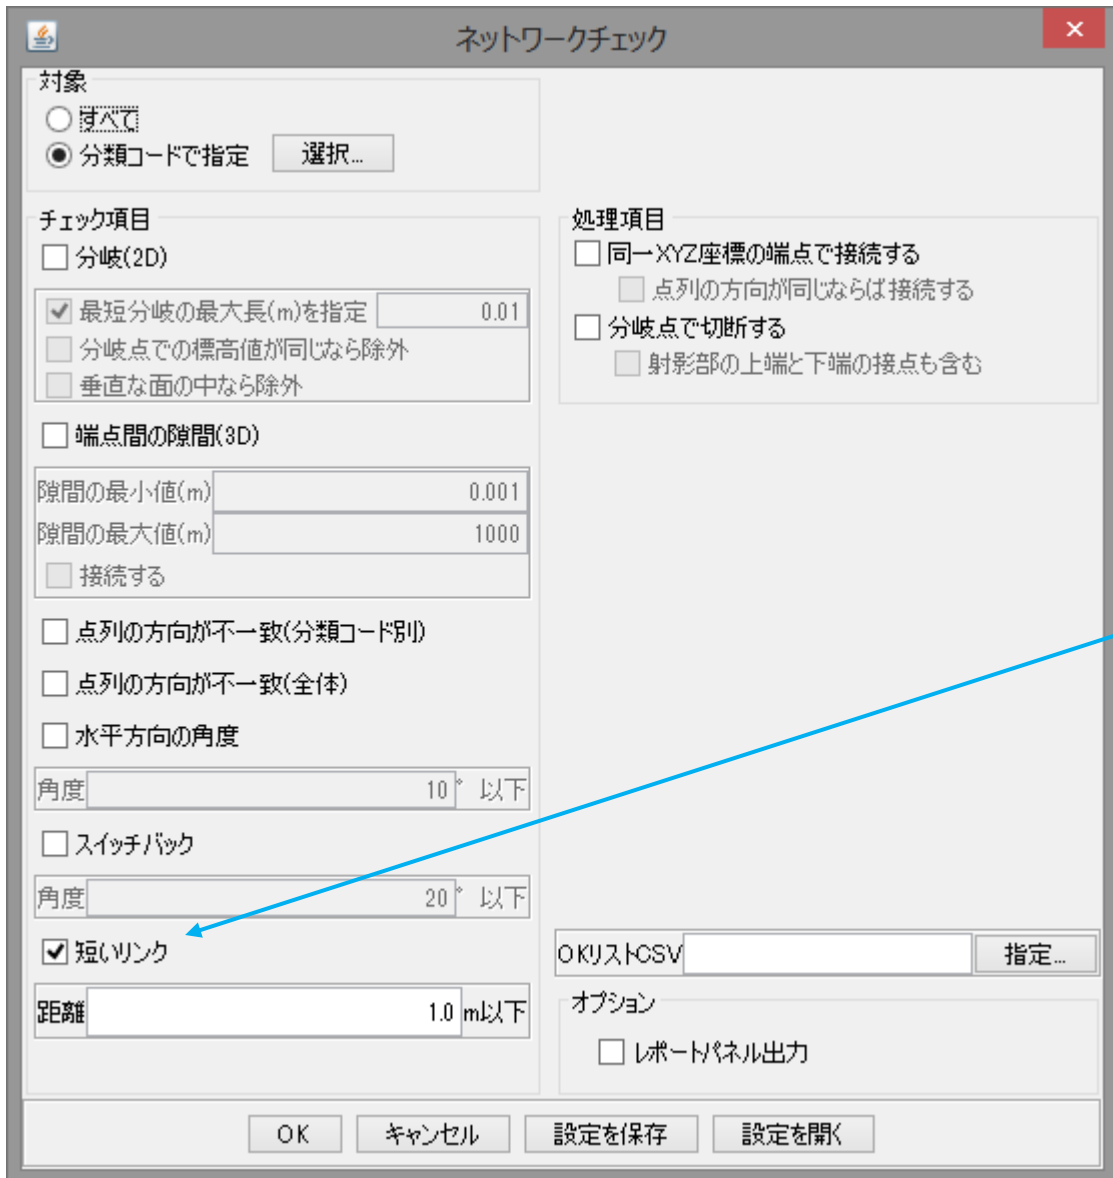 ネットワークチェック
対象
すべて
分類コードで指定 選択...
チェック項目
分岐(2D)
最短分岐の最大長(m)を指定 0.01
分岐点での標高値が同じなら除外
垂直な面の中なら除外
端点間の隙間(3D)
隙間の最小値(m) 0.001
隙間の最大値(m) 1000
接続する
点列の方向が不一致(分類コード別)
点列の方向が不一致(全体)
水平方向の角度
角度 10° 以下
スイッチバック
角度 20° 以下
短いリンク
距離 1.0 m以下
処理項目
同一XYZ座標の端点で接続する
点列の方向が同じならば接続する
分岐点で切断する
射影部の上端と下端の接点も含む
OKリストCSV 指定...
オプション
レポートパネル出力
OK キャンセル 設定を保存 設定を開く